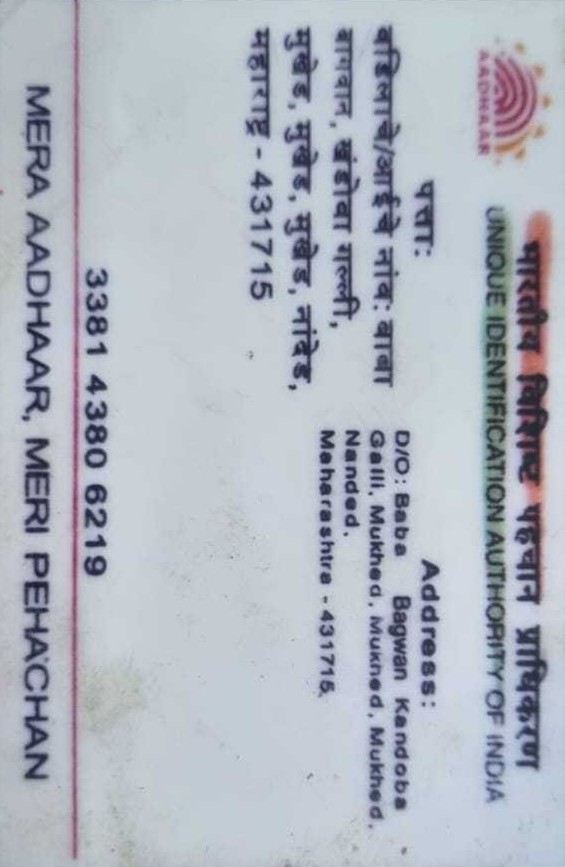 भारतीय विशिष्ट पहचान प्राधिकरण
UNIQUE IDENTIFICATION AUTHORITY OF INDIA
AADHAAR
पत्ता:
वडिलाचे/आईचे नांव: बाबा
बागवान, खंडोबा गल्ली,
मुखेड, मुखेड, मुखेड, नांदेड,
महाराष्ट्र - 431715
Address:
D/O: Baba Bagwan Kandoba
Galli, Mukhed, Mukhed, Mukhed,
Nanded,
Maharashtra - 431715,
3381 4380 6219
MERA AADHAAR, MERI PEHACHAN